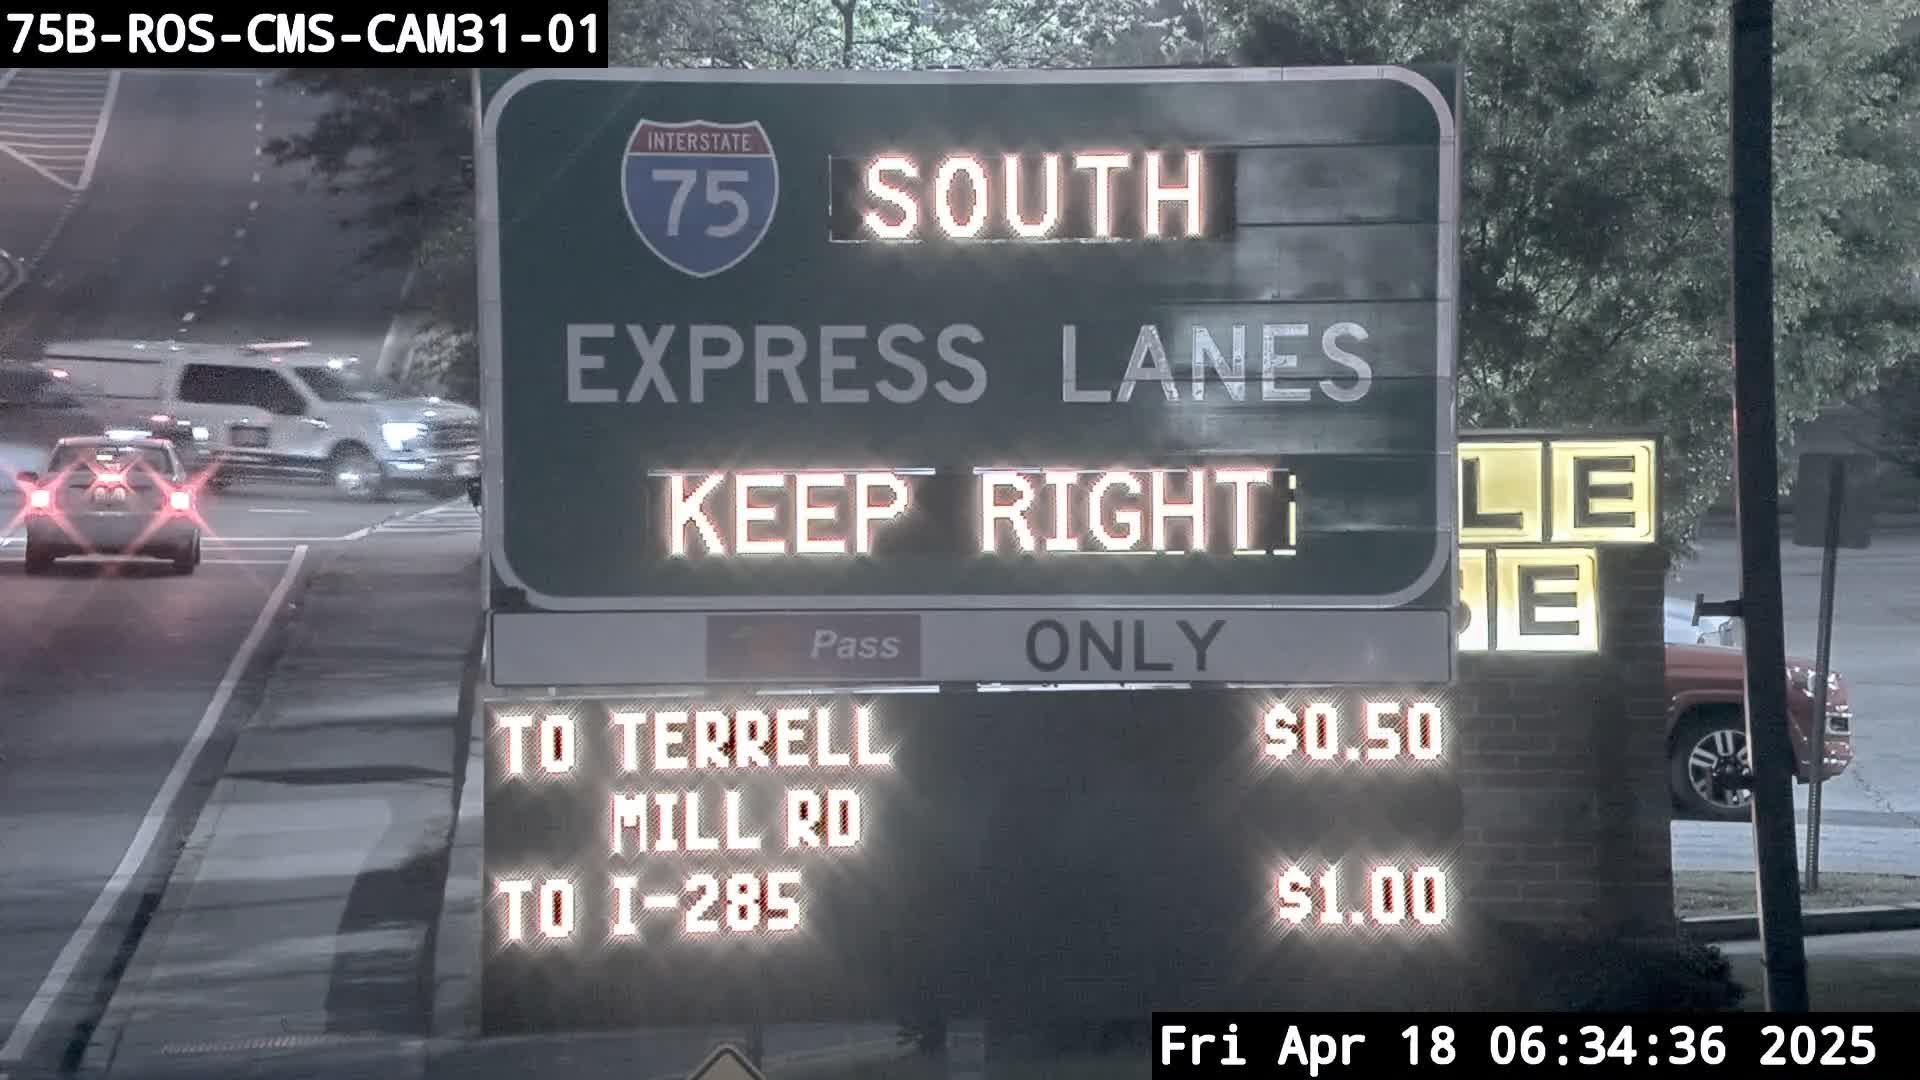 75B-ROS-CMS-CAM31-01
INTERSTATE
75
SOUTH
EXPRESS LANES
KEEP RIGHT
Pass ONLY
TO TERRELL $0.50
MILL RD
TO I-285 $1.00
LE
E
Fri Apr 18 06:34:36 2025